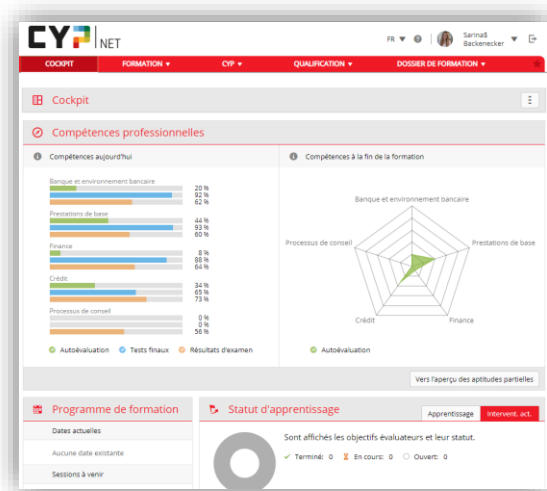 CYP NET
FR
Sarina8
Backenecker
COCKPIT FORMATION CYP QUALIFICATION DOSSIER DE FORMATION
Cockpit
Compétences professionnelles
Compétences aujourd'hui
Banque et environnement bancaire
20 %
92 %
62 %
Prestations de base
44 %
93 %
60 %
Finance
8 %
88 %
64 %
Crédit
34 %
65 %
73 %
Processus de conseil
0 %
0 %
56 %
Autoévaluation Tests finaux Résultats d'examen
Compétences à la fin de la formation
Banque et environnement bancaire
Processus de conseil
Prestations de base
Crédit
Finance
Autoévaluation
Vers l'aperçu des aptitudes partielles
Programme de formation
Dates actuelles
Aucune date existante
Sessions à venir
Statut d'apprentissage
Apprentissage Intervent. act.
Sont affichés les objectifs évaluateurs et leur statut.
Terminé: 0 En cours: 0 Ouvert: 0